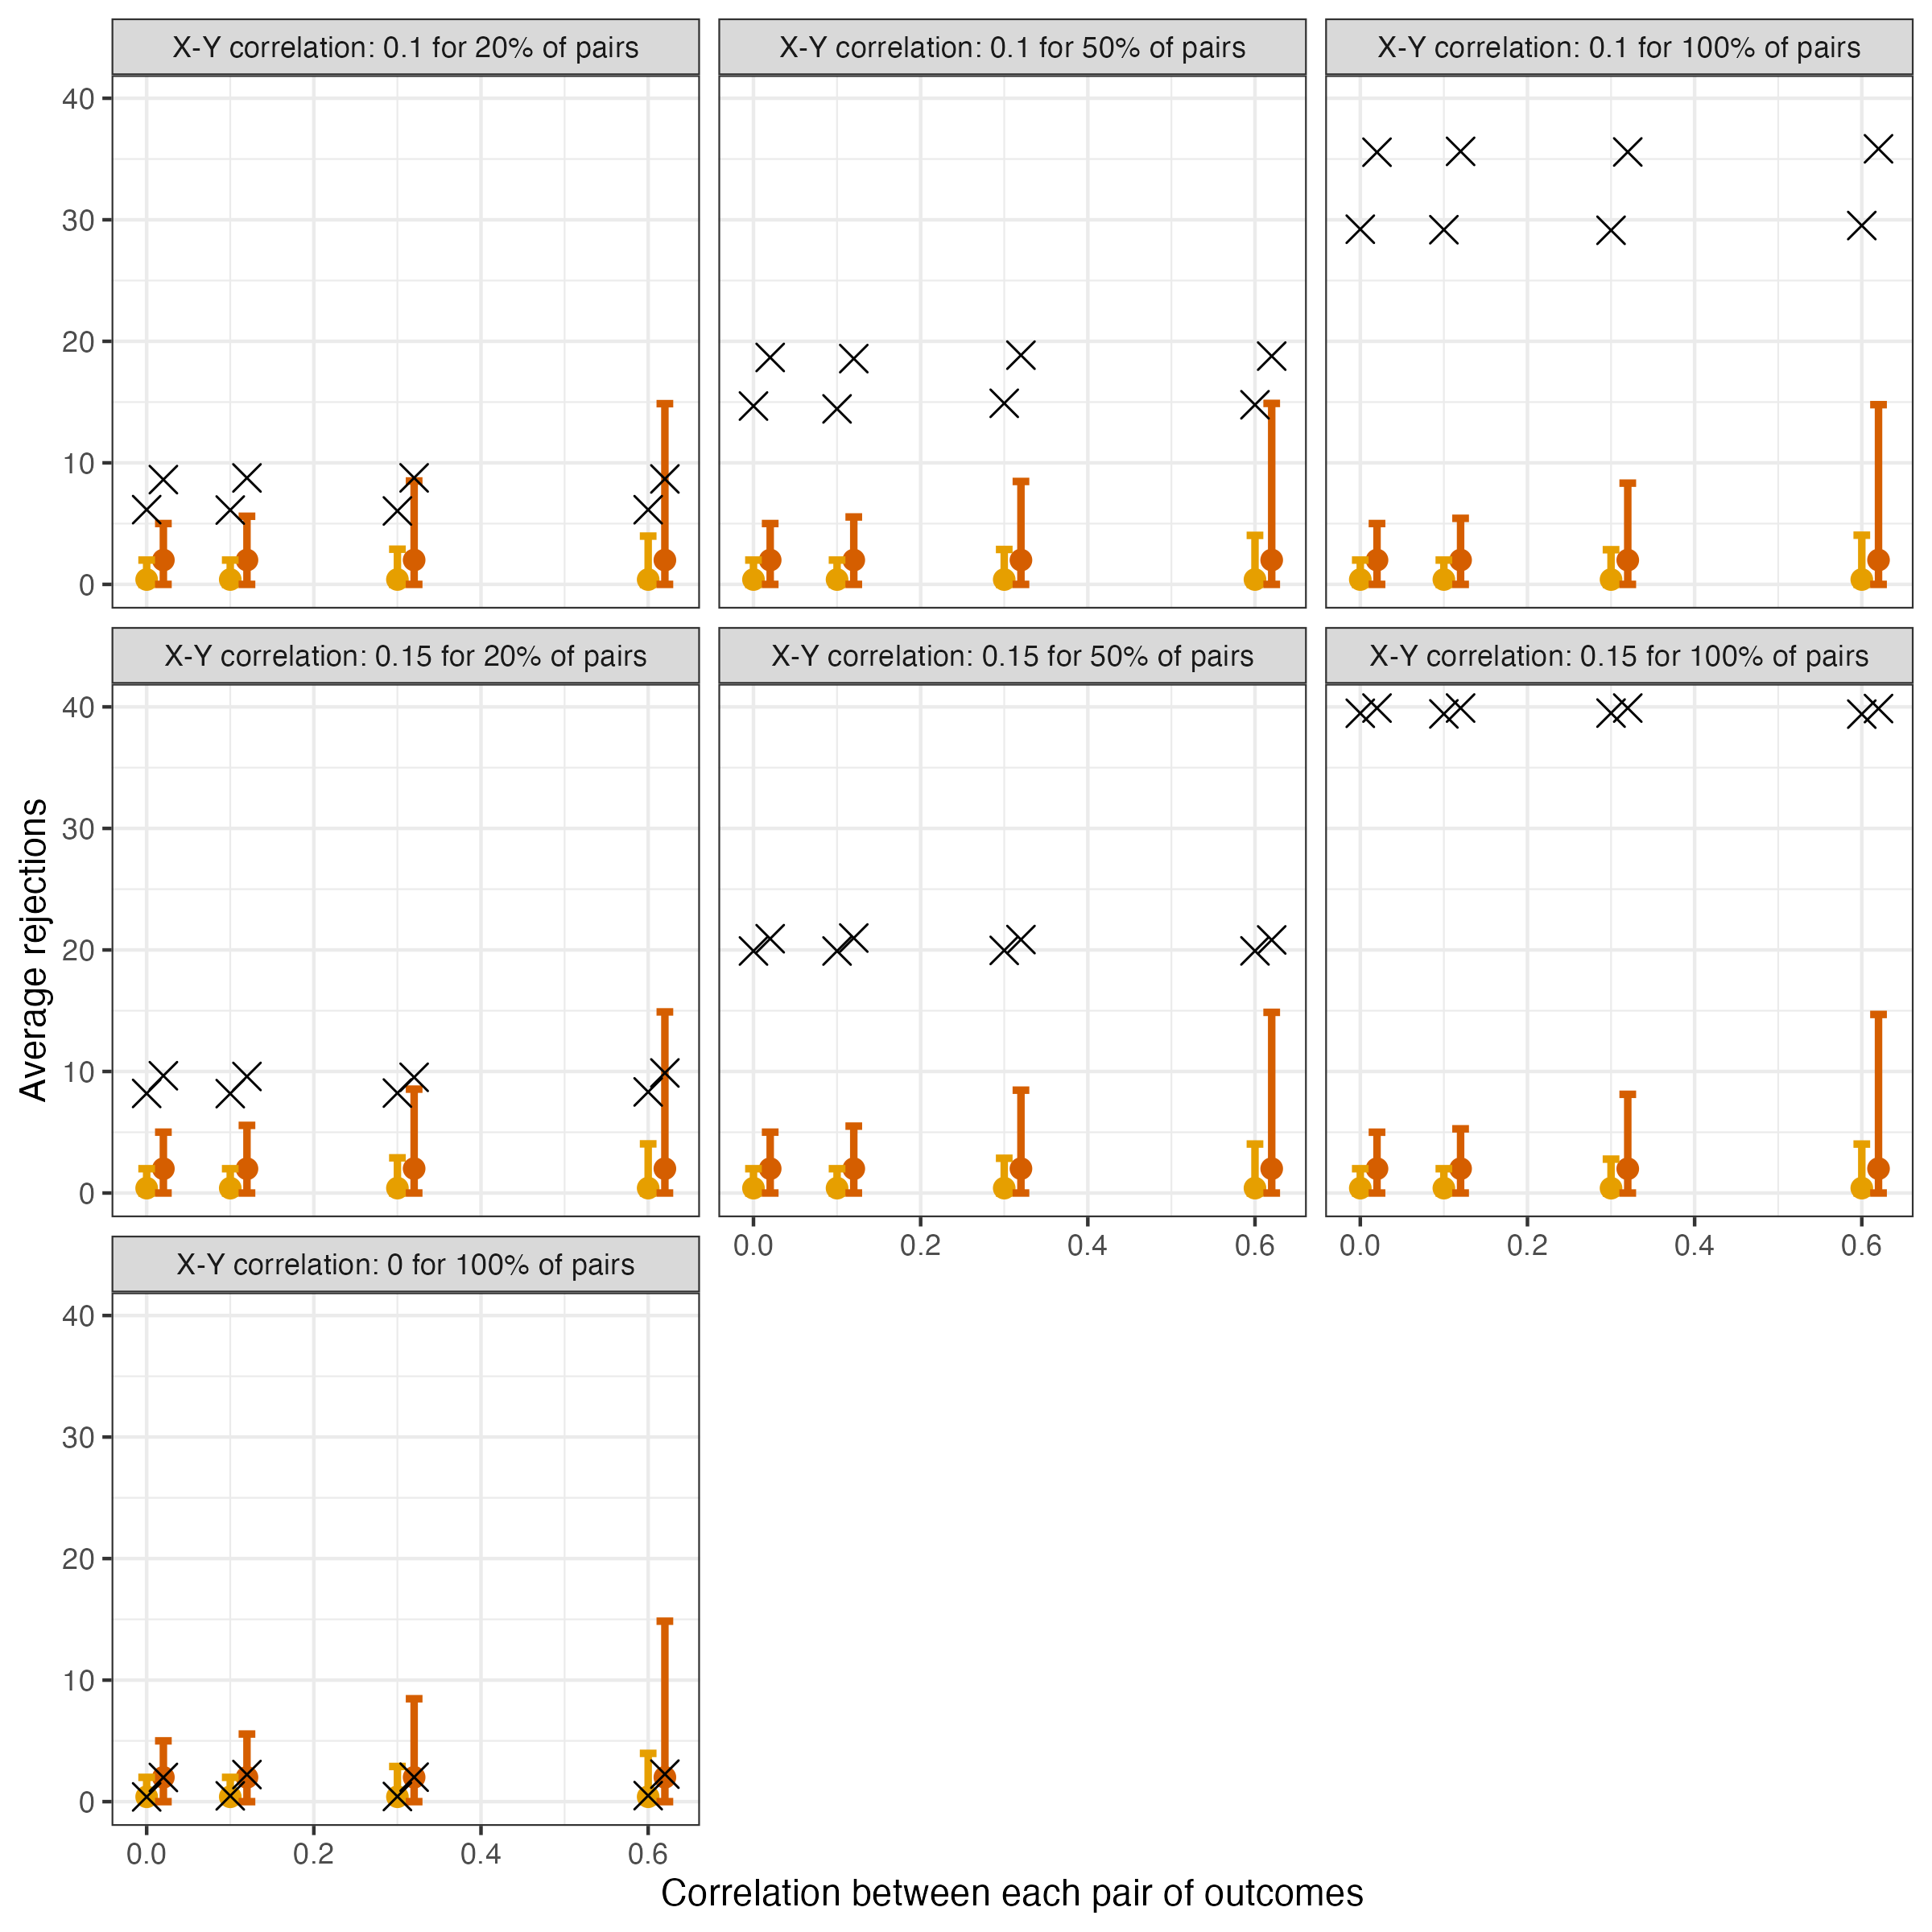 X-Y correlation: 0.1 for 20% of pairs
X-Y correlation: 0.1 for 50% of pairs
X-Y correlation: 0.1 for 100% of pairs
40
30
20
10
0
X-Y correlation: 0.15 for 20% of pairs
X-Y correlation: 0.15 for 50% of pairs
X-Y correlation: 0.15 for 100% of pairs
40
30
20
10
0
Average rejections
0.0 0.2 0.4 0.6
0.0 0.2 0.4 0.6
X-Y correlation: 0 for 100% of pairs
40
30
20
10
0
0.0 0.2 0.4 0.6
Correlation between each pair of outcomes